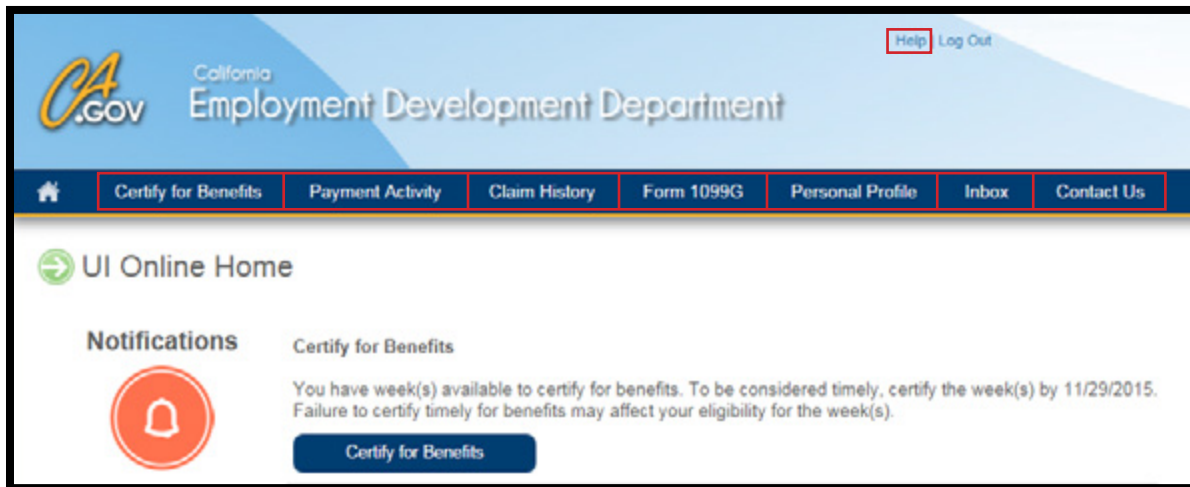 Help | Log Out
CA.GOV
California
Employment Development Department
Certify for Benefits Payment Activity Claim History Form 1099G Personal Profile Inbox Contact Us
UI Online Home
Notifications
Certify for Benefits
You have week(s) available to certify for benefits. To be considered timely, certify the week(s) by 11/29/2015.
Failure to certify timely for benefits may affect your eligibility for the week(s).
Certify for Benefits